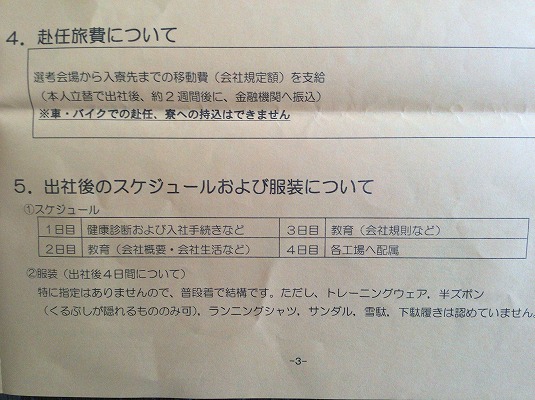 4．赴任旅費について
選考会場から入寮先までの移動費（会社規定額）を支給
（本人立替で出社後、約２週間後に、金融機関へ振込）
※車・バイクでの赴任、寮への持込はできません
5．出社後のスケジュールおよび服装について
①スケジュール
1日目 健康診断および入社手続きなど 3日目 教育（会社規則など）
2日目 教育（会社概要・会社生活など） 4日目 各工場へ配属
②服装（出社後４日間について）
特に指定はありませんので、普段着で結構です。ただし、トレーニングウェア，半ズボン
（くるぶしが隠れるもののみ可），ランニングシャツ，サンダル，雪駄，下駄履きは認めていません。
-3-